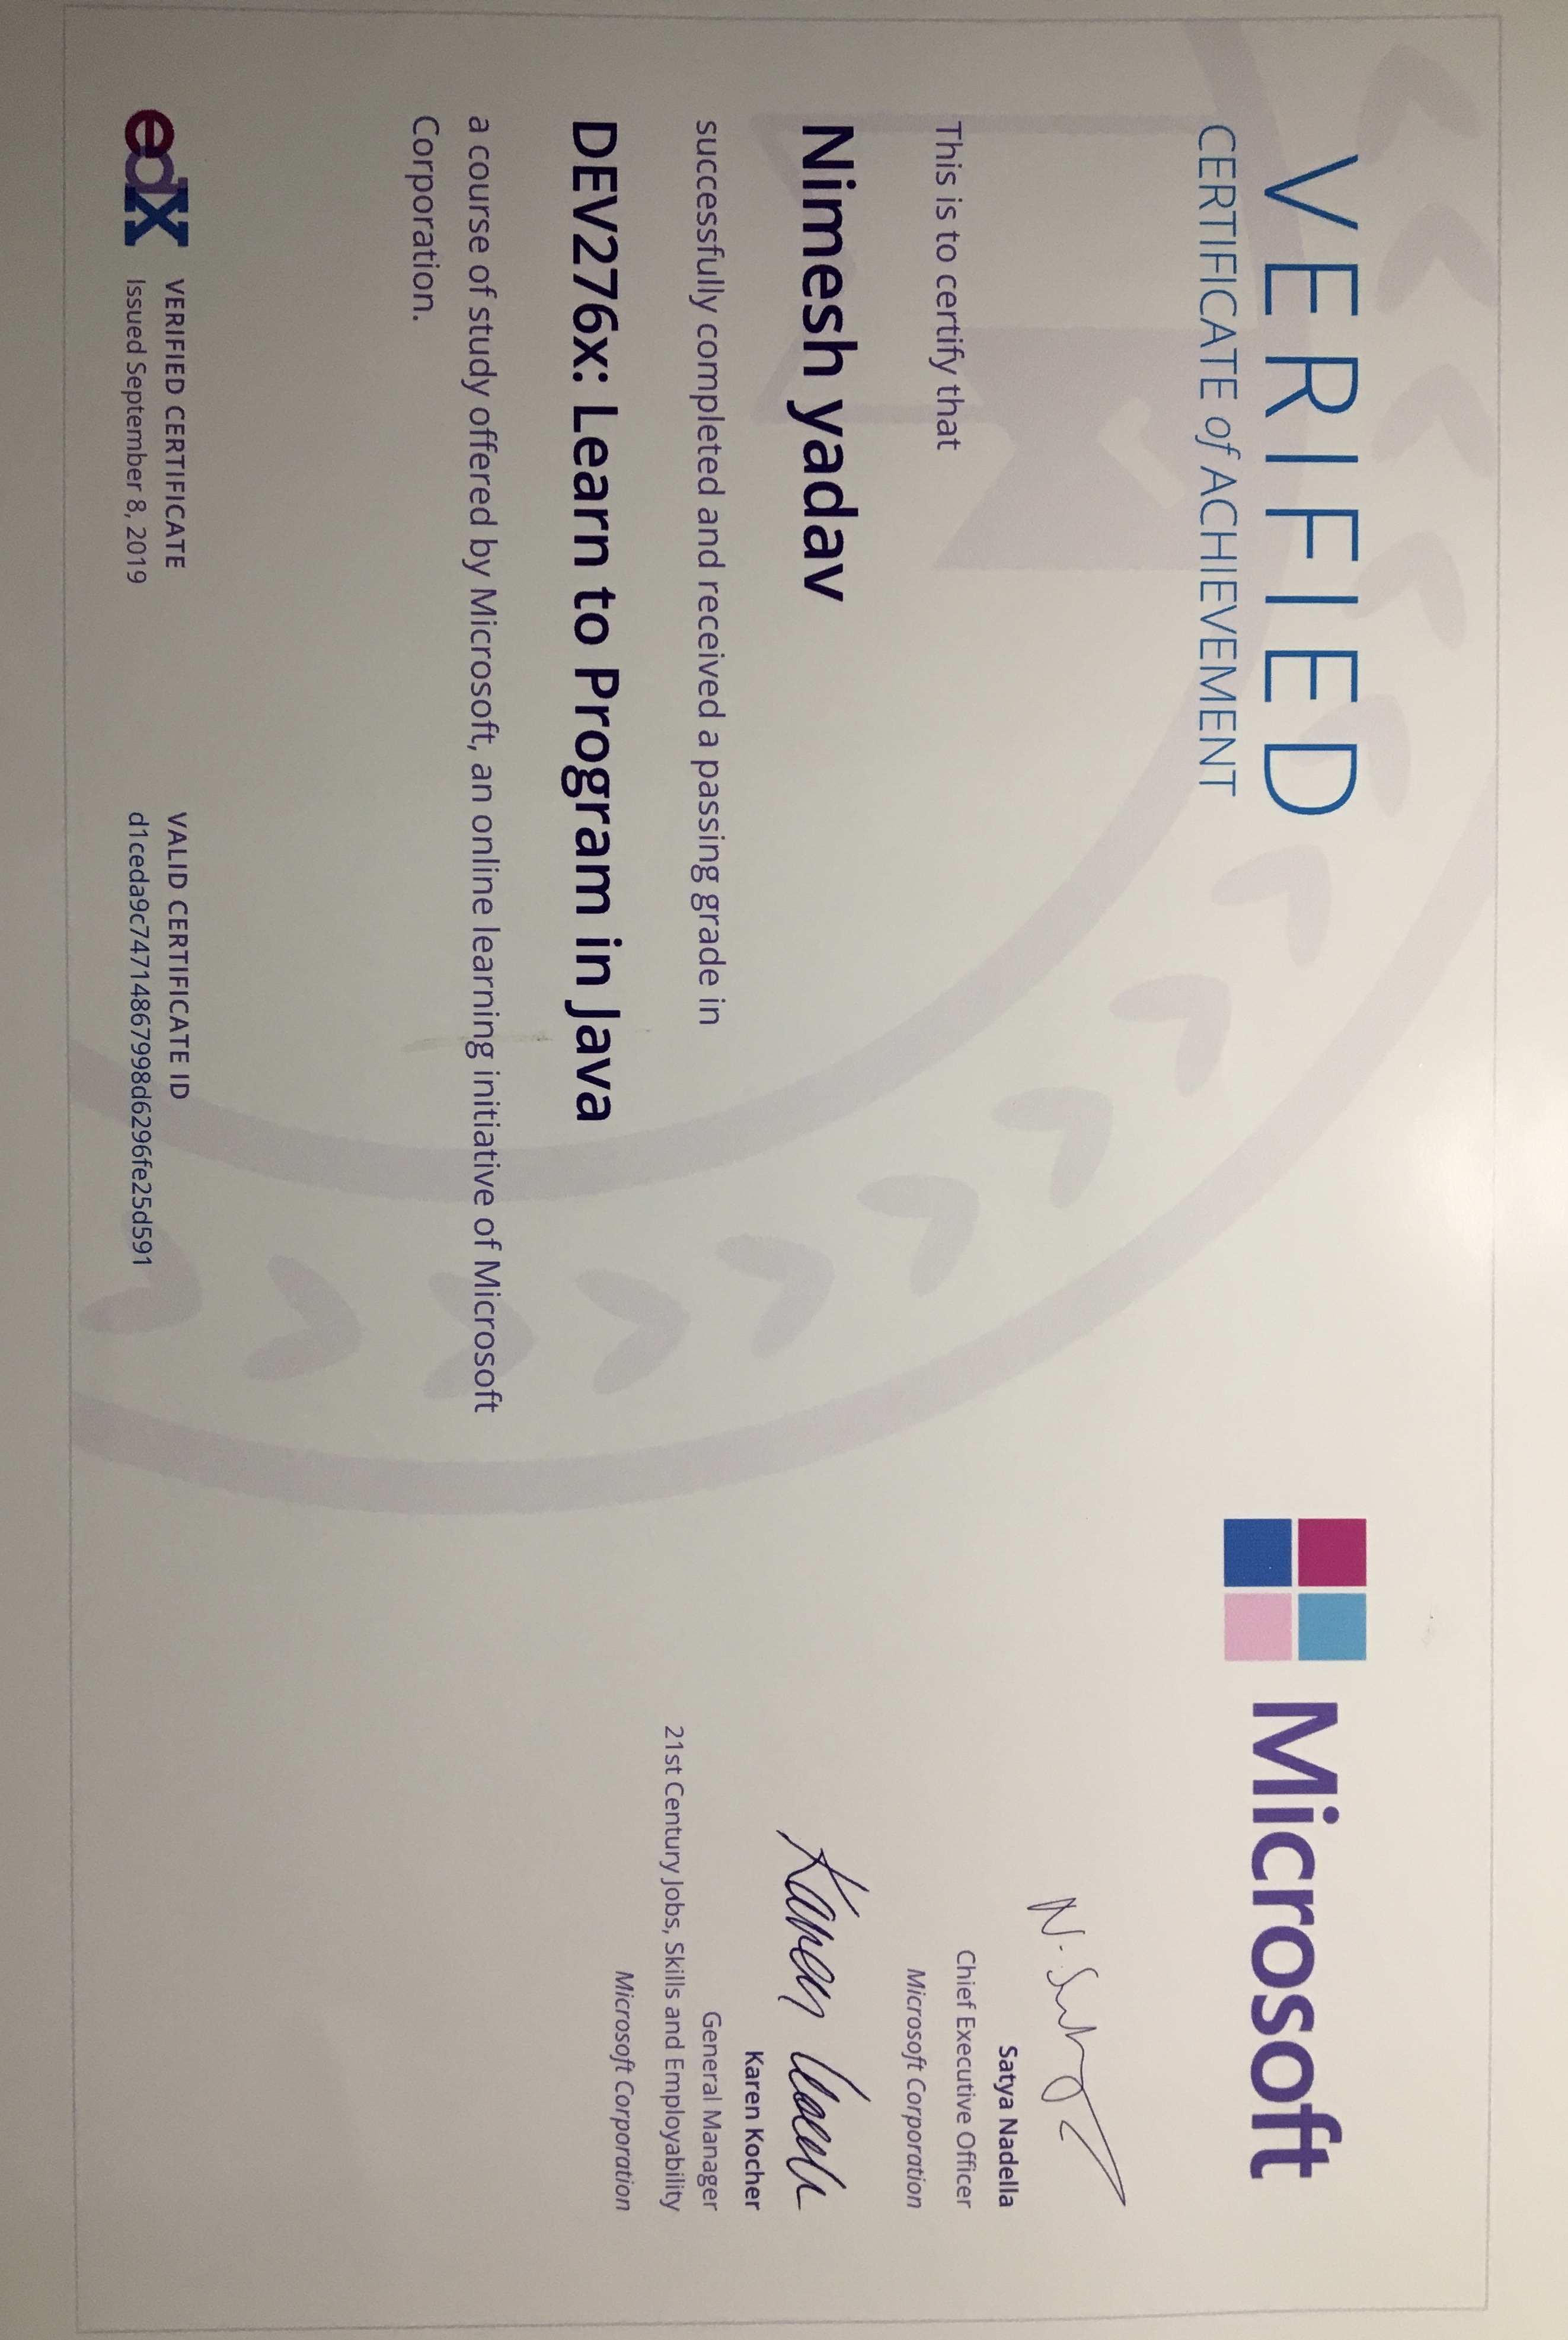 VERIFIED
CERTIFICATE of ACHIEVEMENT
This is to certify that
Nimesh yadav
successfully completed and received a passing grade in
DEV276x: Learn to Program in Java
a course of study offered by Microsoft, an online learning initiative of Microsoft
Corporation.
Microsoft
N. Satya
Satya Nadella
Chief Executive Officer
Microsoft Corporation
Karen Kocher
Karen Kocher
General Manager
21st Century Jobs, Skills and Employability
Microsoft Corporation
edX
VERIFIED CERTIFICATE
Issued September 8, 2019
VALID CERTIFICATE ID
d1ceda9c74714867998d6296fe25d591